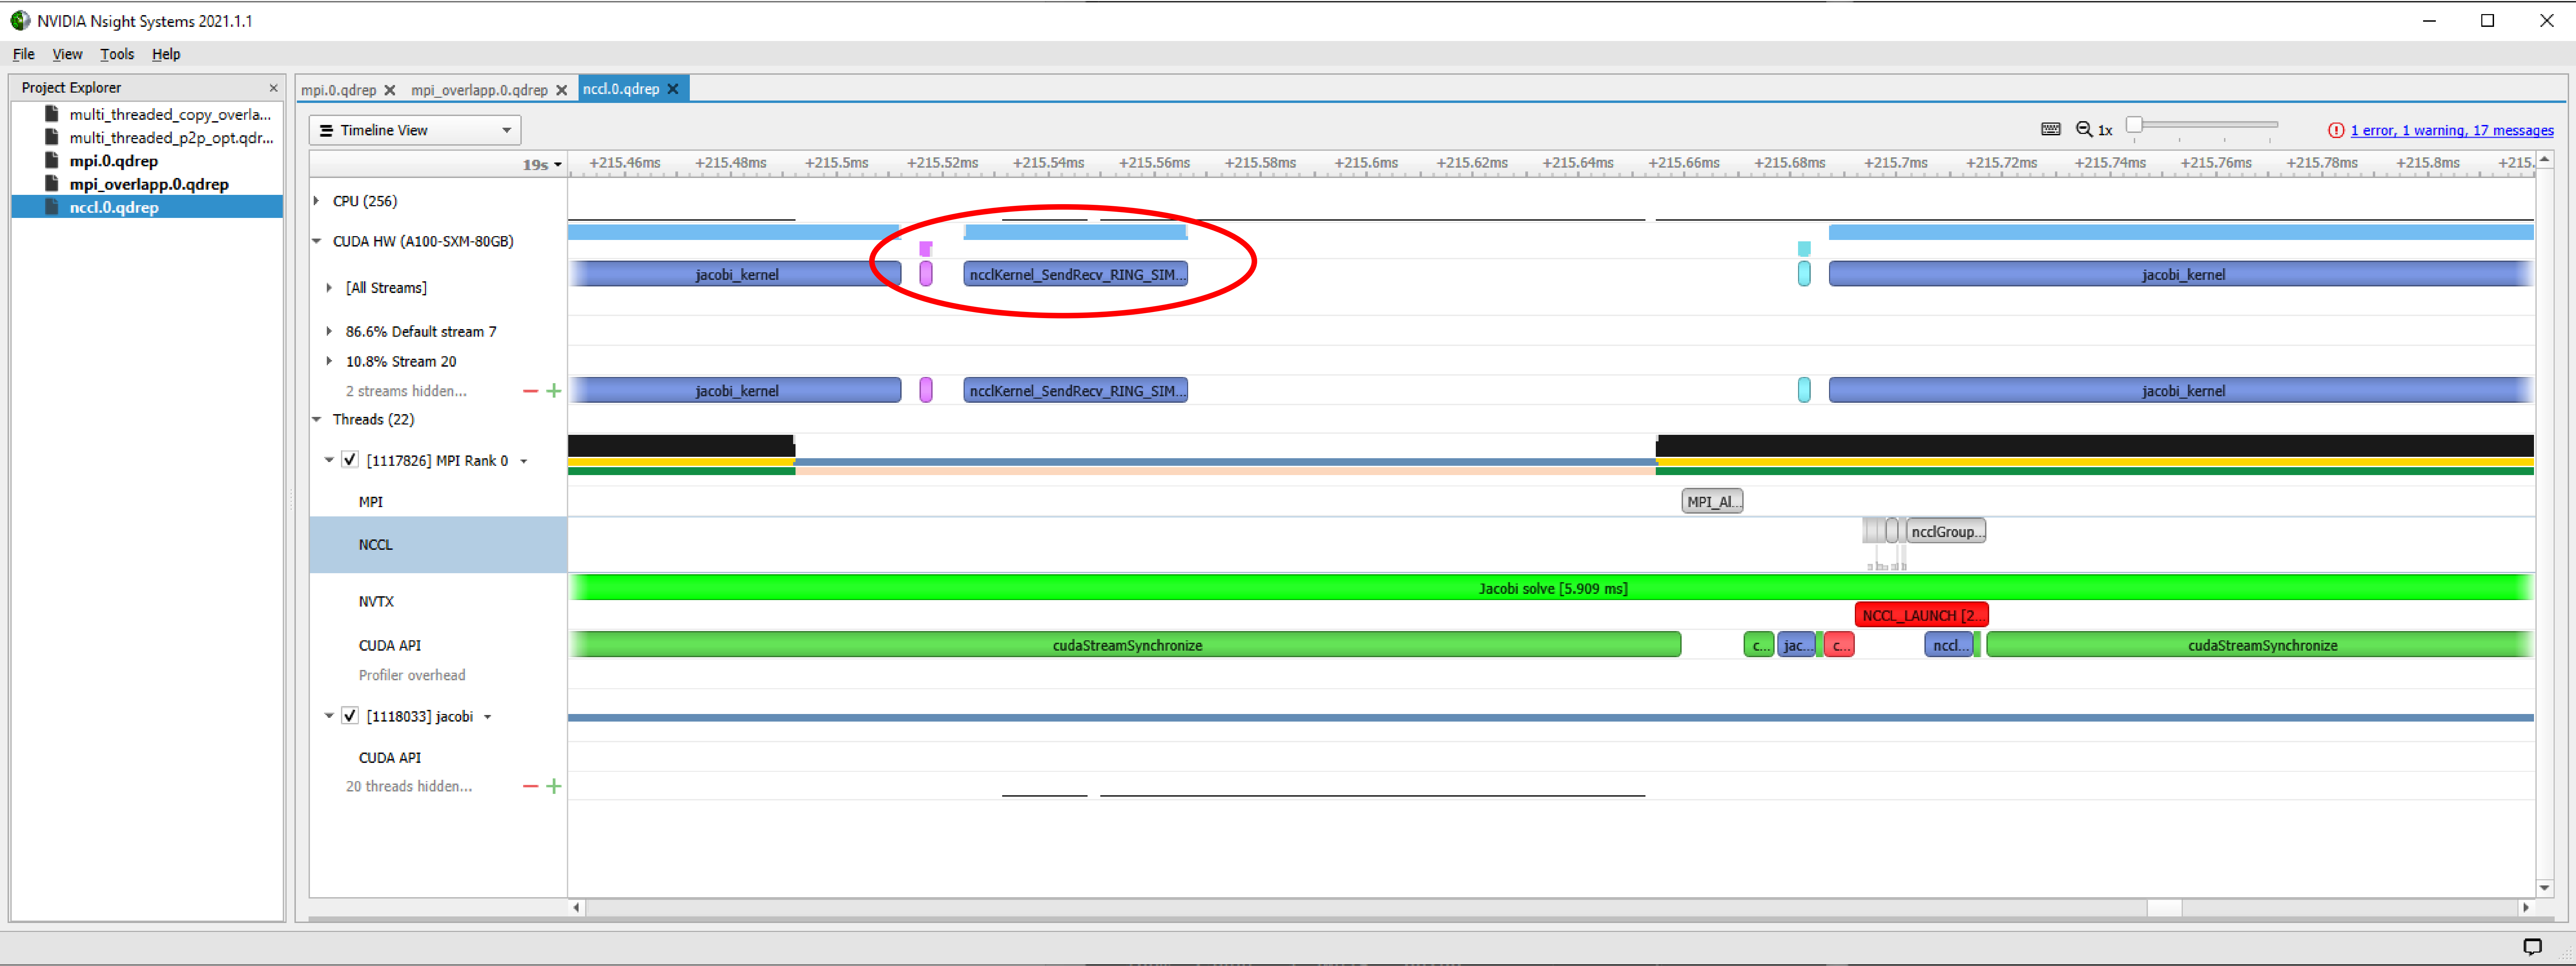 NVIDIA Nsight Systems 2021.1.1
File View Tools Help
Project Explorer
multi_threaded_copy_overla...
multi_threaded_p2p_opt.qdr...
mpi.0.qdrep
mpi_overlapp.0.qdrep
nccl.0.qdrep
mpi.0.qdrep mpi_overlapp.0.qdrep nccl.0.qdrep
Timeline View
1x
1 error, 1 warning, 17 messages
19s +215.46ms +215.48ms +215.5ms +215.52ms +215.54ms +215.56ms +215.58ms +215.6ms +215.62ms +215.64ms +215.66ms +215.68ms +215.7ms +215.72ms +215.74ms +215.76ms +215.78ms +215.8ms +215.
CPU (256)
CUDA HW (A100-SXM-80GB)
[All Streams]
jacobi_kernel ncclKernel_SendRecv_RING_SIM... jacobi_kernel
86.6% Default stream 7
10.8% Stream 20
2 streams hidden...
jacobi_kernel ncclKernel_SendRecv_RING_SIM... jacobi_kernel
Threads (22)
[1117826] MPI Rank 0
MPI
MPI_Al...
NCCL
ncclGroup...
NVTX
Jacobi solve [5.909 ms]
NCCL_LAUNCH [2...
CUDA API
cudaStreamSynchronize c... jac... c... nccl... cudaStreamSynchronize
Profiler overhead
[1118033] jacobi
CUDA API
20 threads hidden...